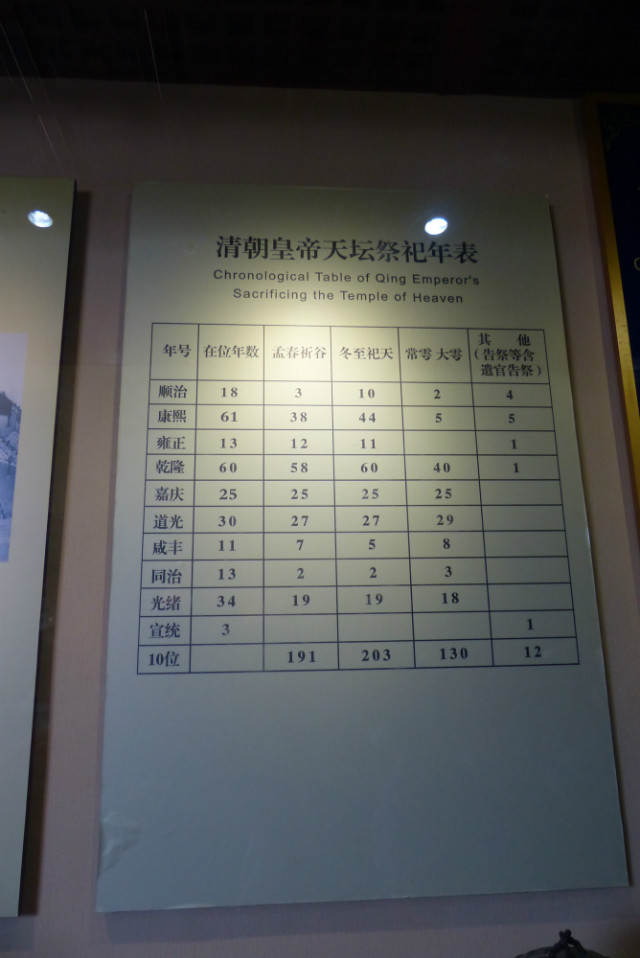 清朝皇帝天坛祭祀年表
Chronological Table of Qing Emperor's
Sacrificing the Temple of Heaven
年号 在位年数 孟春祈谷 冬至祀天 常零 大零 其 他
(告祭等含
遣官告祭)
顺治 18 3 10 2 4
康熙 61 38 44 5 5
雍正 13 12 11 1
乾隆 60 58 60 40 1
嘉庆 25 25 25 25
道光 30 27 27 29
咸丰 11 7 5 8
同治 13 2 2 3
光绪 34 19 19 18
宣统 3 1
10位 191 203 130 12